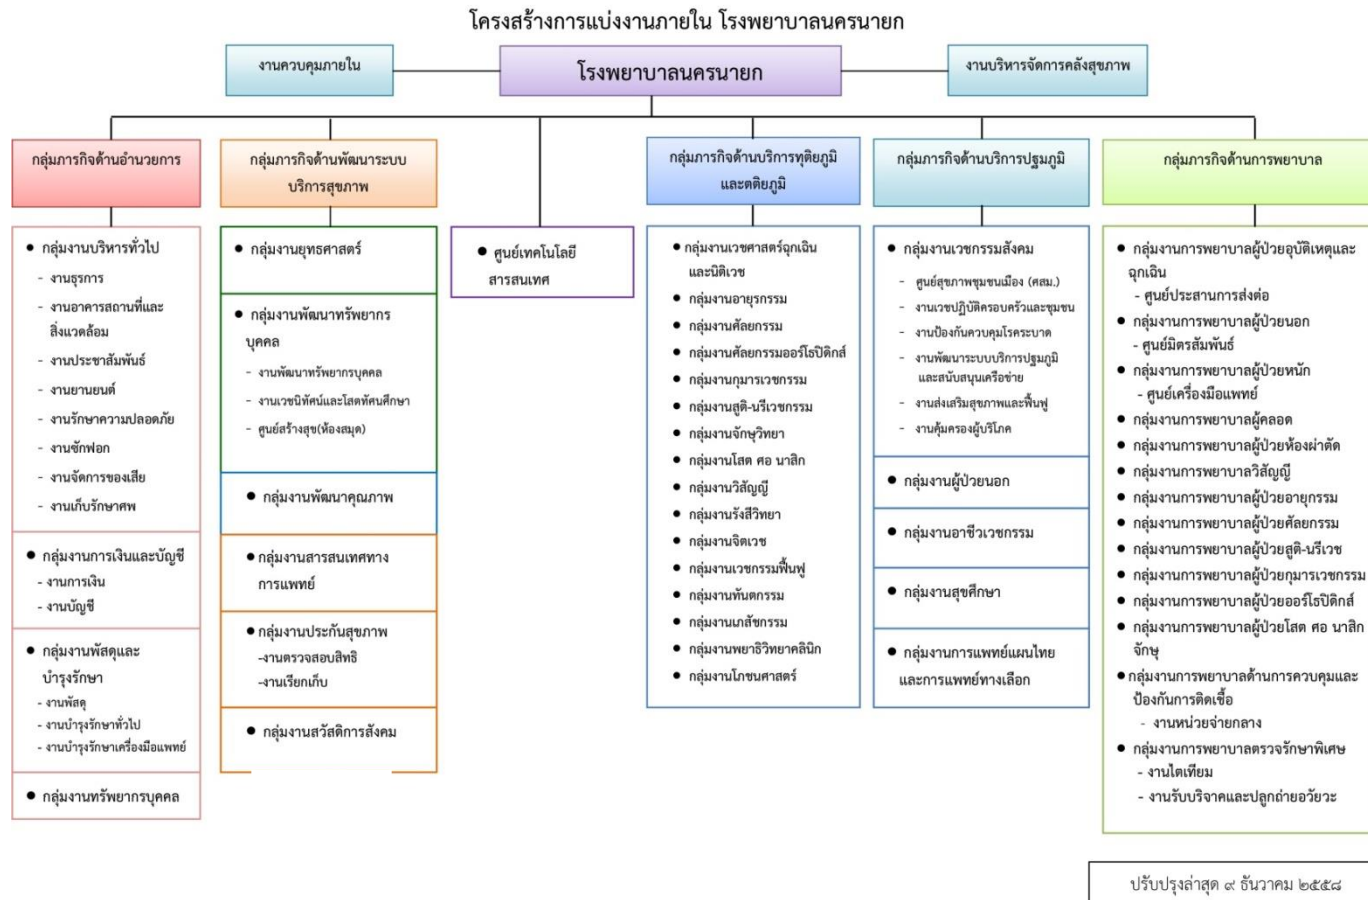 โครงสร้างการแบ่งงานภายใน โรงพยาบาลนครนายก
งานควบคุมภายใน
โรงพยาบาลนครนายก
งานบริหารจัดการคลังสุขภาพ
กลุ่มภารกิจด้านอำนวยการ
● กลุ่มงานบริหารทั่วไป
- งานธุรการ
- งานอาคารสถานที่และ
สิ่งแวดล้อม
- งานประชาสัมพันธ์
- งานยานยนต์
- งานรักษาความปลอดภัย
- งานซักฟอก
- งานจัดการของเสีย
- งานเก็บรักษาศพ
● กลุ่มงานการเงินและบัญชี
- งานการเงิน
- งานบัญชี
● กลุ่มงานพัสดุและ
บำรุงรักษา
- งานพัสดุ
- งานบำรุงรักษาทั่วไป
- งานบำรุงรักษาเครื่องมือแพทย์
● กลุ่มงานทรัพยากรบุคคล
กลุ่มภารกิจด้านพัฒนาระบบ
บริการสุขภาพ
● กลุ่มงานยุทธศาสตร์
● กลุ่มงานพัฒนาทรัพยากร
บุคคล
- งานพัฒนาทรัพยากรบุคคล
- งานเวชนิทัศน์และโสตทัศนศึกษา
- ศูนย์สร้างสุข(ห้องสมุด)
● กลุ่มงานพัฒนาคุณภาพ
●กลุ่มงานสารสนเทศทาง
การแพทย์
●กลุ่มงานประกันสุขภาพ
-งานตรวจสอบสิทธิ
-งานเรียกเก็บ
● กลุ่มงานสวัสดิการสังคม
● ศูนย์เทคโนโลยี
สารสนเทศ
กลุ่มภารกิจด้านบริการทุติยภูมิ
และตติยภูมิ
●กลุ่มงานเวชศาสตร์ฉุกเฉิน
และนิติเวช
● กลุ่มงานอายุรกรรม
● กลุ่มงานศัลยกรรม
● กลุ่มงานศัลยกรรมออร์โธปิดิกส์
● กลุ่มงานกุมารเวชกรรม
● กลุ่มงานสูติ-นรีเวชกรรม
● กลุ่มงานจักษุวิทยา
● กลุ่มงานโสต ศอ นาสิก
● กลุ่มงานวิสัญญี
● กลุ่มงานรังสีวิทยา
● กลุ่มงานจิตเวช
● กลุ่มงานเวชกรรมฟื้นฟู
● กลุ่มงานทันตกรรม
● กลุ่มงานเภสัชกรรม
● กลุ่มงานพยาธิวิทยาคลินิก
● กลุ่มงานโภชนศาสตร์
กลุ่มภารกิจด้านบริการปฐมภูมิ
● กลุ่มงานเวชกรรมสังคม
- ศูนย์สุขภาพชุมชนเมือง (ศสม.)
- งานเวชปฏิบัติครอบครัวและชุมชน
- งานป้องกันควบคุมโรคระบาด
- งานพัฒนาระบบบริการปฐมภูมิ
และสนับสนุนเครือข่าย
- งานส่งเสริมสุขภาพและฟื้นฟู
- งานคุ้มครองผู้บริโภค
● กลุ่มงานผู้ป่วยนอก
● กลุ่มงานอาชีวเวชกรรม
● กลุ่มงานสุขศึกษา
● กลุ่มงานการแพทย์แผนไทย
และการแพทย์ทางเลือก
กลุ่มภารกิจด้านการพยาบาล
● กลุ่มงานการพยาบาลผู้ป่วยอุบัติเหตุและ
ฉุกเฉิน
- ศูนย์ประสานการส่งต่อ
● กลุ่มงานการพยาบาลผู้ป่วยนอก
- ศูนย์มิตรสัมพันธ์
● กลุ่มงานการพยาบาลผู้ป่วยหนัก
- ศูนย์เครื่องมือแพทย์
● กลุ่มงานการพยาบาลผู้คลอด
● กลุ่มงานการพยาบาลผู้ป่วยห้องผ่าตัด
● กลุ่มงานการพยาบาลวิสัญญี
● กลุ่มงานการพยาบาลผู้ป่วยอายุกรรม
● กลุ่มงานการพยาบาลผู้ป่วยศัลยกรรม
● กลุ่มงานการพยาบาลผู้ป่วยสูติ-นรีเวช
● กลุ่มงานการพยาบาลผู้ป่วยกุมารเวชกรรม
● กลุ่มงานการพยาบาลผู้ป่วยออร์โธปิดิกส์
● กลุ่มงานการพยาบาลผู้ป่วยโสต ศอ นาสิก
จักษุ
●กลุ่มงานการพยาบาลด้านการควบคุมและ
ป้องกันการติดเชื้อ
- งานหน่วยจ่ายกลาง
● กลุ่มงานการพยาบาลตรวจรักษาพิเศษ
- งานไตเทียม
- งานรับบริจาคและปลูกถ่ายอวัยวะ
ปรับปรุงล่าสุด ๙ ธันวาคม ๒๕๕๘